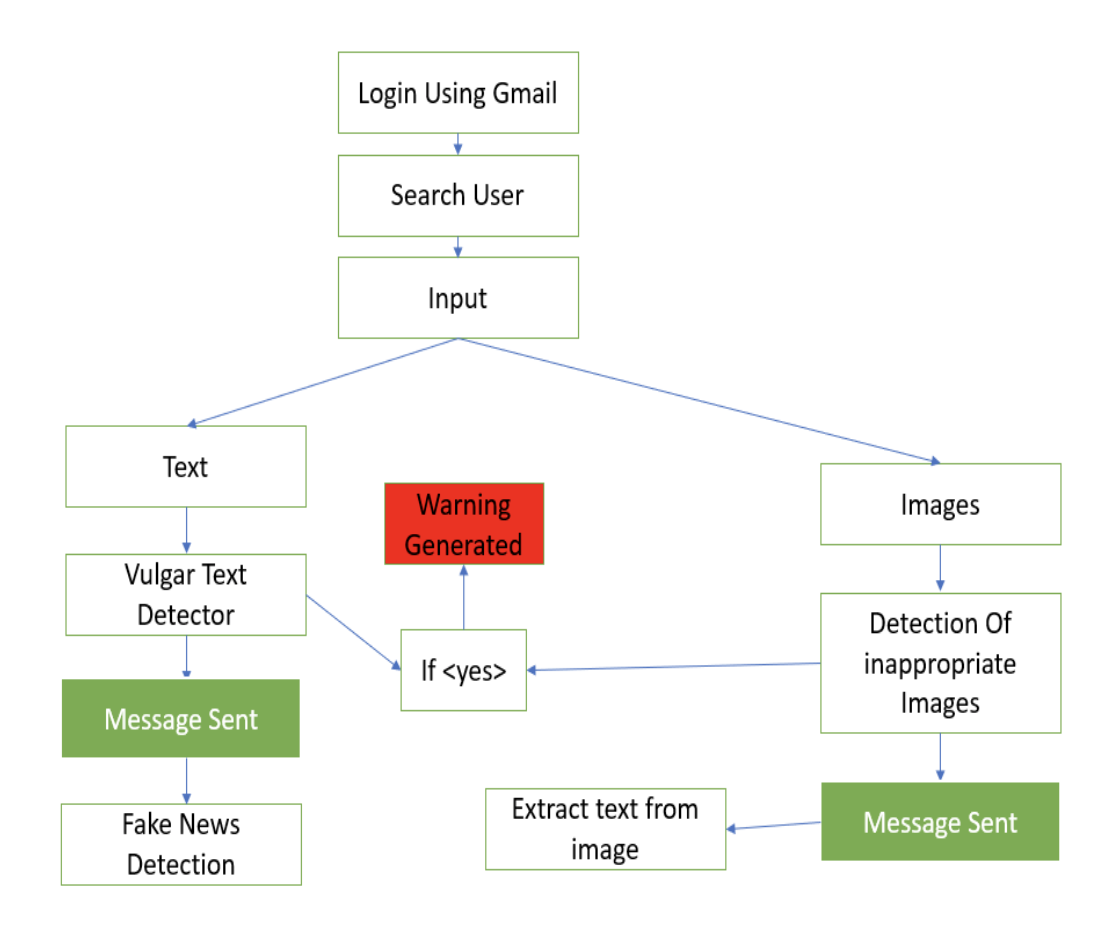 Login Using Gmail
Search User
Input
Text
Images
Warning
Generated
Vulgar Text
Detector
If <yes>
Detection Of
inappropriate
Images
Message Sent
Message Sent
Extract text from
image
Fake News
Detection